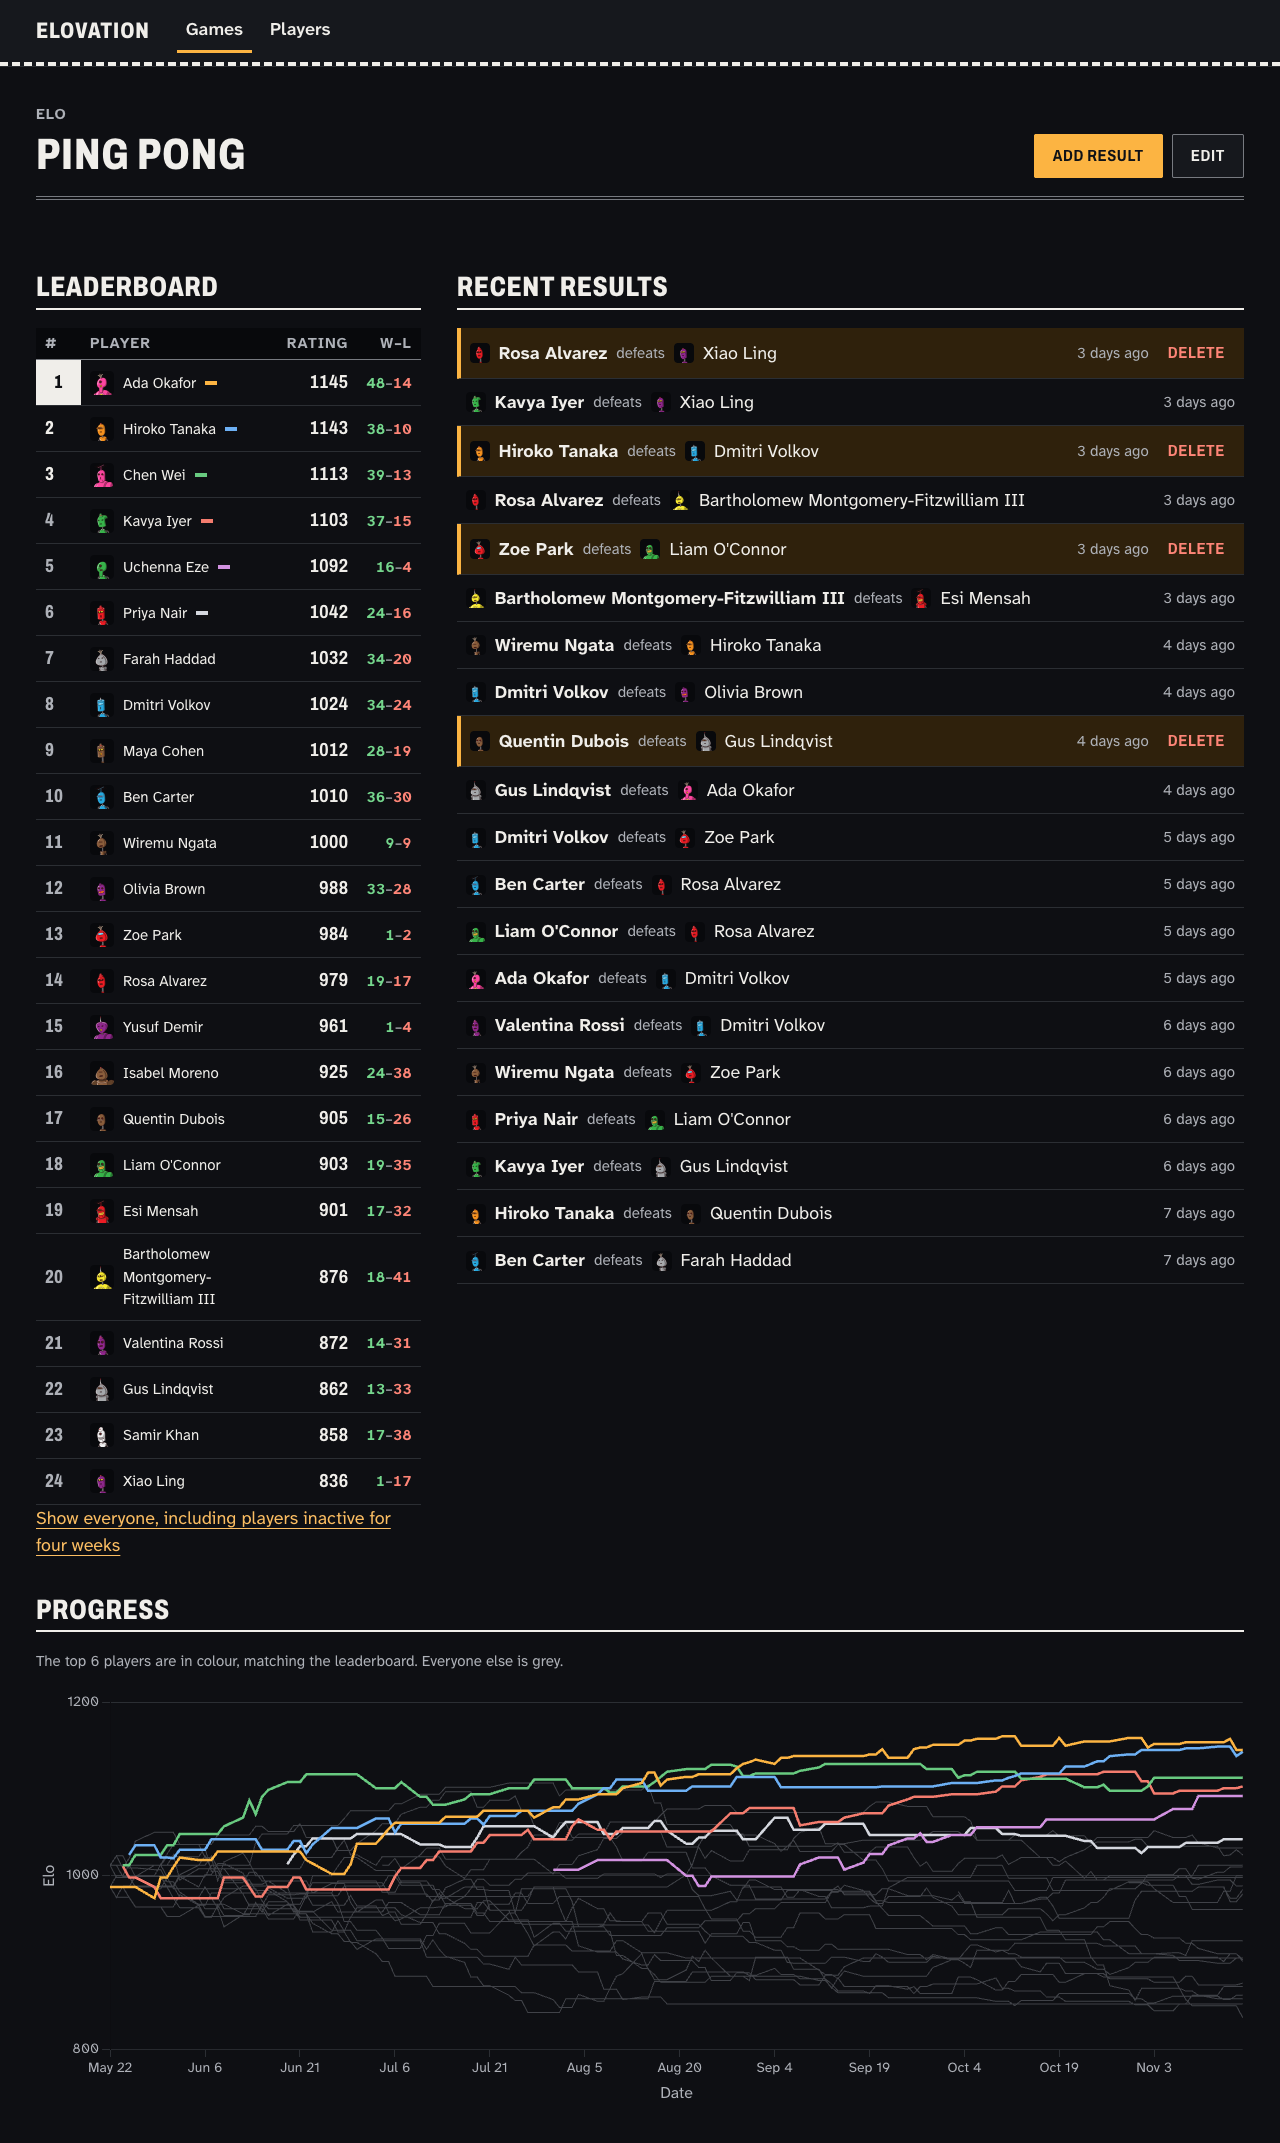 ELOVATION Games Players
ELO
PING PONG
ADD RESULT EDIT
LEADERBOARD
# PLAYER RATING W–L
1 Ada Okafor 1145 48–14
2 Hiroko Tanaka 1143 38–10
3 Chen Wei 1113 39–13
4 Kavya Iyer 1103 37–15
5 Uchenna Eze 1092 16–4
6 Priya Nair 1042 24–16
7 Farah Haddad 1032 34–20
8 Dmitri Volkov 1024 34–24
9 Maya Cohen 1012 28–19
10 Ben Carter 1010 36–30
11 Wiremu Ngata 1000 9–9
12 Olivia Brown 988 33–28
13 Zoe Park 984 1–2
14 Rosa Alvarez 979 19–17
15 Yusuf Demir 961 1–4
16 Isabel Moreno 925 24–38
17 Quentin Dubois 905 15–26
18 Liam O'Connor 903 19–35
19 Esi Mensah 901 17–32
Bartholomew
20 Montgomery- 876 18–41
Fitzwilliam III
21 Valentina Rossi 872 14–31
22 Gus Lindqvist 862 13–33
23 Samir Khan 858 17–38
24 Xiao Ling 836 1–17
Show everyone, including players inactive for
four weeks
RECENT RESULTS
Rosa Alvarez defeats Xiao Ling 3 days ago DELETE
Kavya Iyer defeats Xiao Ling 3 days ago
Hiroko Tanaka defeats Dmitri Volkov 3 days ago DELETE
Rosa Alvarez defeats Bartholomew Montgomery-Fitzwilliam III 3 days ago
Zoe Park defeats Liam O'Connor 3 days ago DELETE
Bartholomew Montgomery-Fitzwilliam III defeats Esi Mensah 3 days ago
Wiremu Ngata defeats Hiroko Tanaka 4 days ago
Dmitri Volkov defeats Olivia Brown 4 days ago
Quentin Dubois defeats Gus Lindqvist 4 days ago DELETE
Gus Lindqvist defeats Ada Okafor 4 days ago
Dmitri Volkov defeats Zoe Park 5 days ago
Ben Carter defeats Rosa Alvarez 5 days ago
Liam O'Connor defeats Rosa Alvarez 5 days ago
Ada Okafor defeats Dmitri Volkov 5 days ago
Valentina Rossi defeats Dmitri Volkov 6 days ago
Wiremu Ngata defeats Zoe Park 6 days ago
Priya Nair defeats Liam O'Connor 6 days ago
Kavya Iyer defeats Gus Lindqvist 6 days ago
Hiroko Tanaka defeats Quentin Dubois 7 days ago
Ben Carter defeats Farah Haddad 7 days ago
PROGRESS
The top 6 players are in colour, matching the leaderboard. Everyone else is grey.
1200
1000
800
Elo
May 22 Jun 6 Jun 21 Jul 6 Jul 21 Aug 5 Aug 20 Sep 4 Sep 19 Oct 4 Oct 19 Nov 3
Date